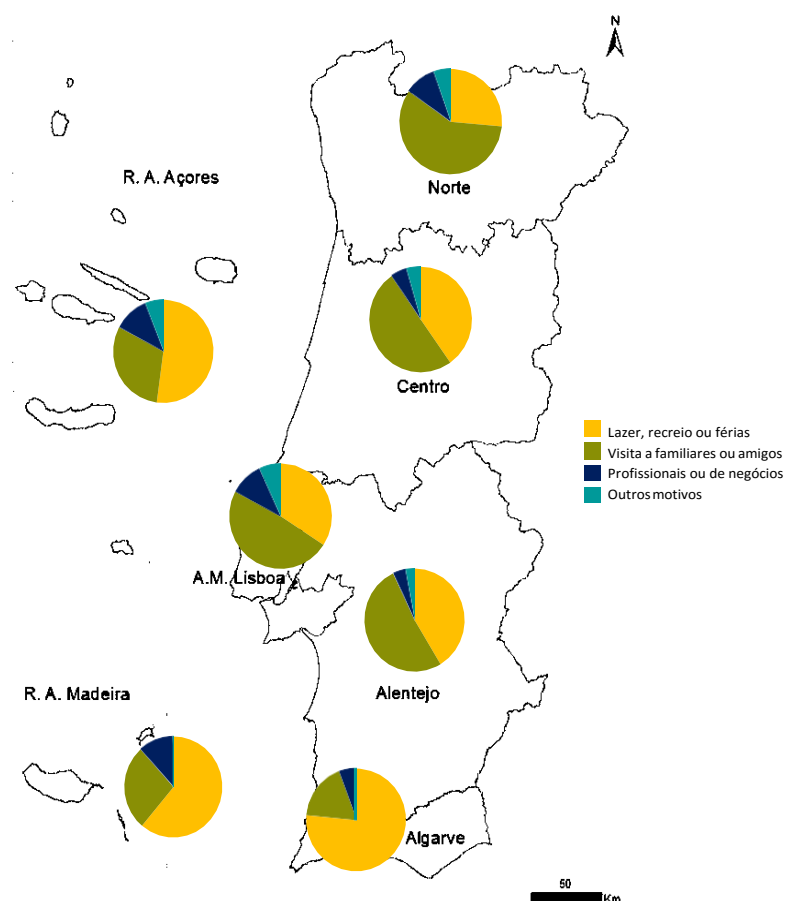 N
R. A. Açores
Norte
Centro
Lazer, recreio ou férias
Visita a familiares ou amigos
Profissionais ou de negócios
Outros motivos
A.M. Lisboa
R. A. Madeira
Alentejo
Algarve
50
Km